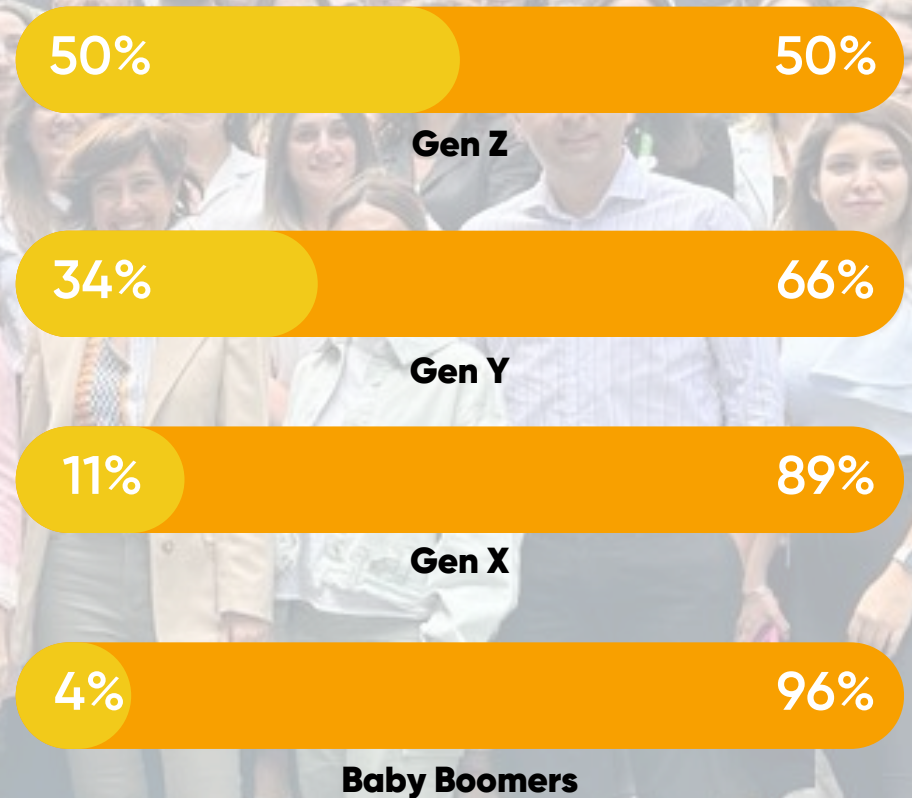 50% 50%
Gen Z
34% 66%
Gen Y
11% 89%
Gen X
4% 96%
Baby Boomers